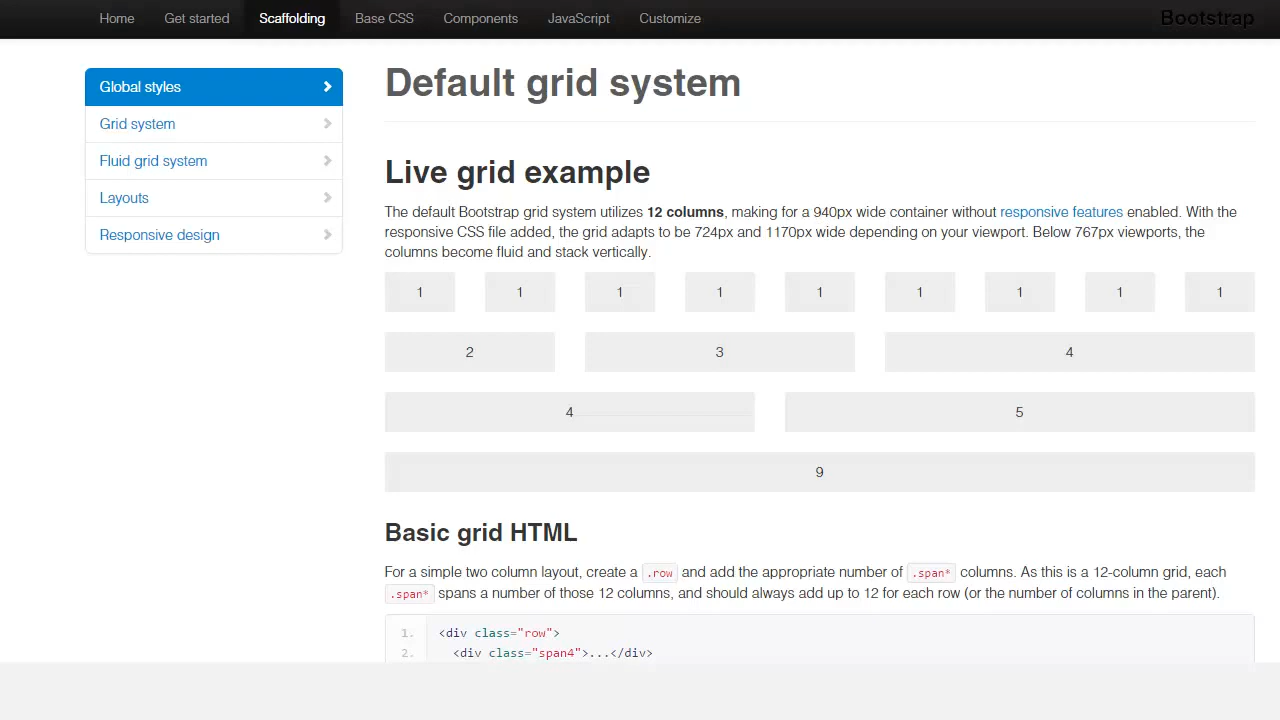 Home Get started Scaffolding Base CSS Components JavaScript Customize Bootstrap
Global styles
Grid system
Fluid grid system
Layouts
Responsive design
Default grid system
Live grid example
The default Bootstrap grid system utilizes 12 columns, making for a 940px wide container without responsive features enabled. With the
responsive CSS file added, the grid adapts to be 724px and 1170px wide depending on your viewport. Below 767px viewports, the
columns become fluid and stack vertically.
1 1 1 1 1 1 1 1 1
2 3 4
4 5
9
Basic grid HTML
For a simple two column layout, create a .row and add the appropriate number of .span* columns. As this is a 12-column grid, each
.span* spans a number of those 12 columns, and should always add up to 12 for each row (or the number of columns in the parent).
1. <div class="row">
2. <div class="span4">...</div>